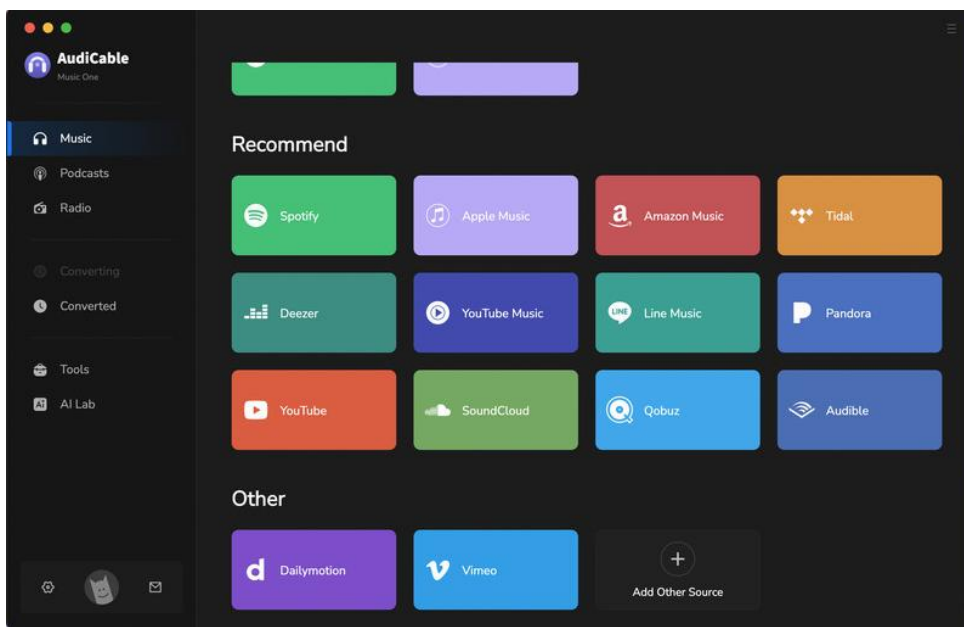 AudiCable
Music One
Music
Podcasts
Radio
Converting
Converted
Tools
AI Lab
Recommend
Spotify
Apple Music
Amazon Music
Tidal
Deezer
YouTube Music
LINE
Line Music
Pandora
YouTube
SoundCloud
Qobuz
Audible
Other
Dailymotion
Vimeo
Add Other Source